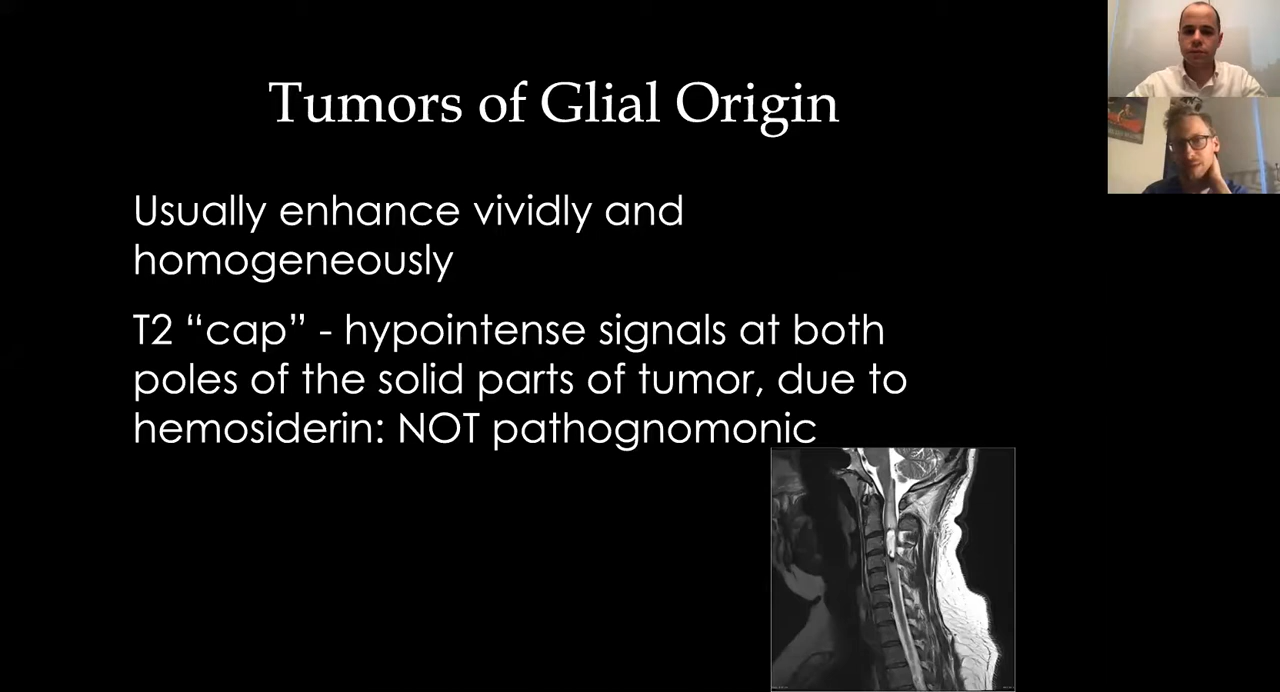 Tumors of Glial Origin
Usually enhance vividly and
homogeneously
T2 “cap” - hypointense signals at both
poles of the solid parts of tumor, due to
hemosiderin: NOT pathognomonic